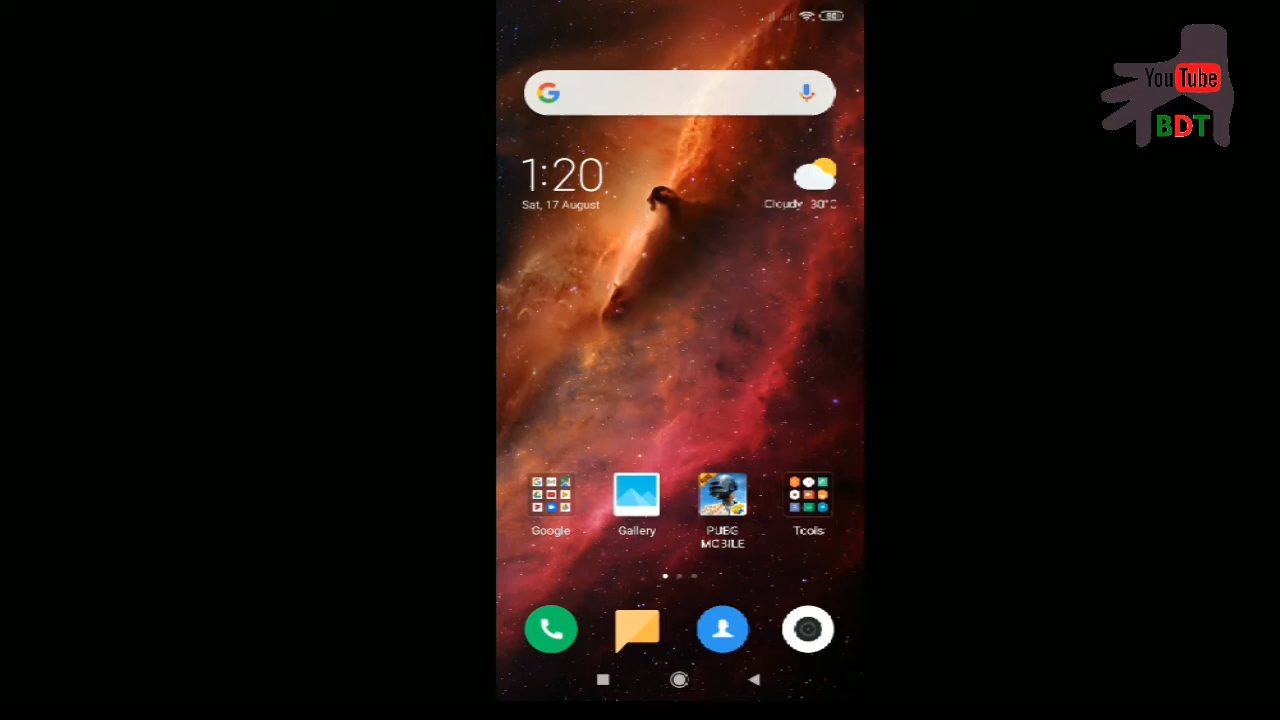 YouTube
BDT
1:20
Sat, 17 August
Cloudy 30°C
Google
Gallery
PUBG
MOBILE
Tools